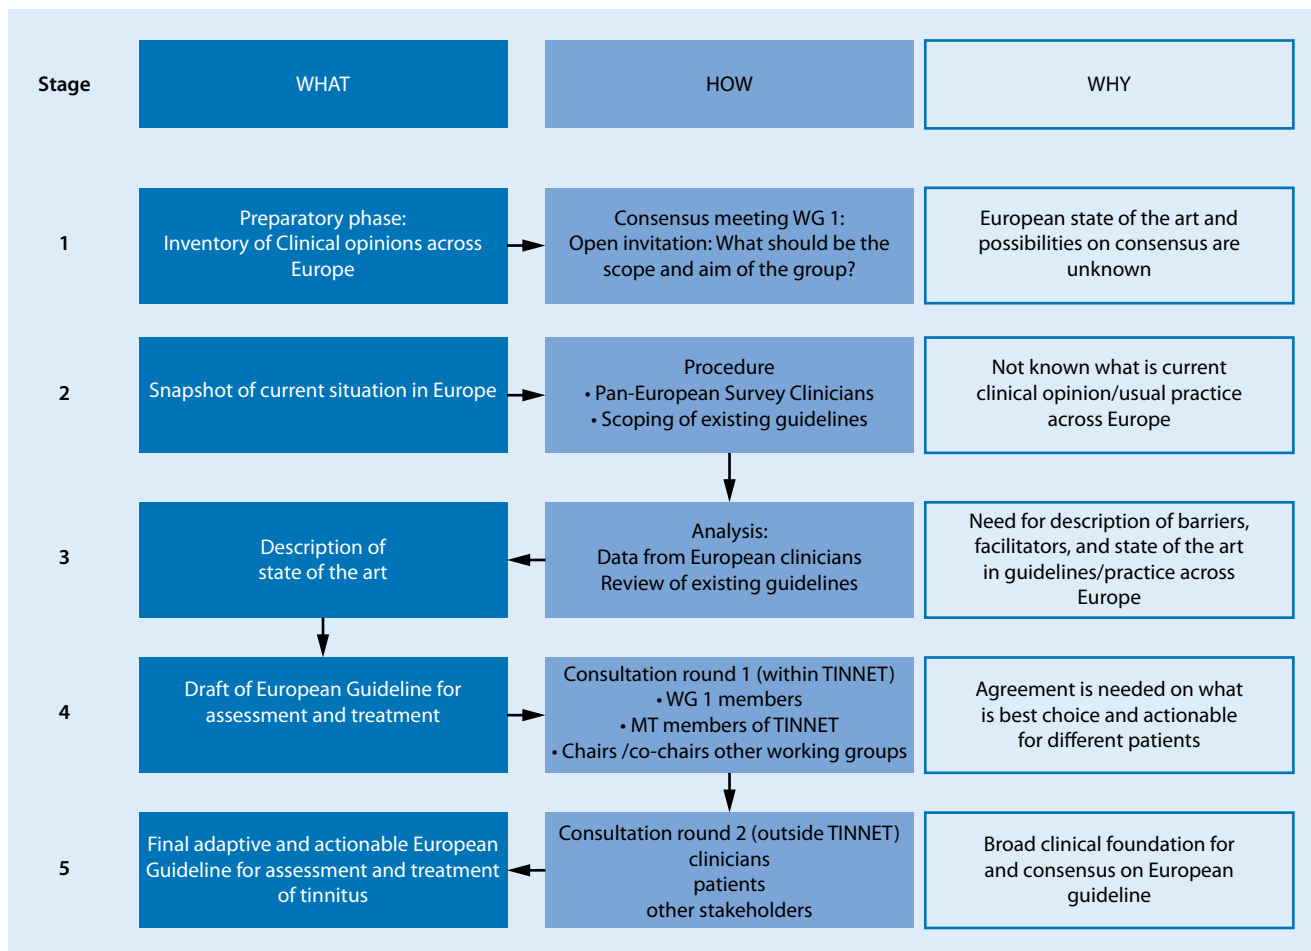 Stage
WHAT
HOW
WHY
1
Preparatory phase:
Inventory of Clinical opinions across
Europe
Consensus meeting WG 1:
Open invitation: What should be the
scope and aim of the group?
European state of the art and
possibilities on consensus are
unknown
2
Snapshot of current situation in Europe
Procedure
• Pan-European Survey Clinicians
• Scoping of existing guidelines
Not known what is current
clinical opinion/usual practice
across Europe
3
Description of
state of the art
Analysis:
Data from European clinicians
Review of existing guidelines
Need for description of barriers,
facilitators, and state of the art
in guidelines/practice across
Europe
4
Draft of European Guideline for
assessment and treatment
Consultation round 1 (within TINNET)
• WG 1 members
• MT members of TINNET
• Chairs /co-chairs other working groups
Agreement is needed on what
is best choice and actionable
for different patients
5
Final adaptive and actionable European
Guideline for assessment and treatment
of tinnitus
Consultation round 2 (outside TINNET)
clinicians
patients
other stakeholders
Broad clinical foundation for
and consensus on European
guideline